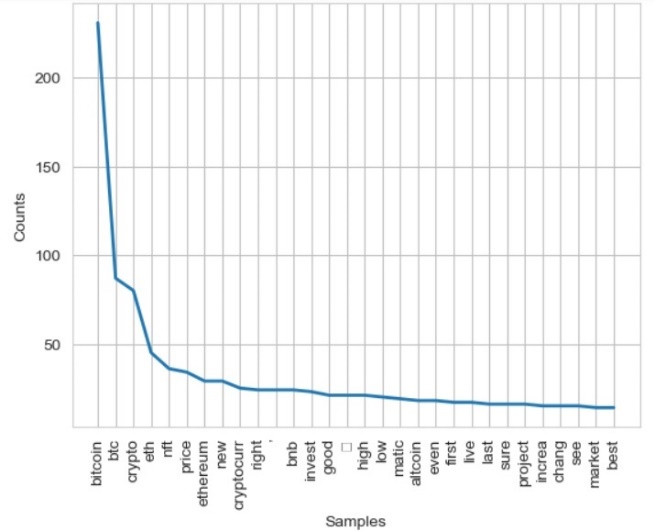 200
150
100
50
Counts
bitcoin
btc
crypto
eth
nft
price
ethereum
new
cryptocurr
right
'
bnb
invest
good
□
high
low
matic
altcoin
even
first
live
last
sure
project
increa
chang
see
market
best
Samples